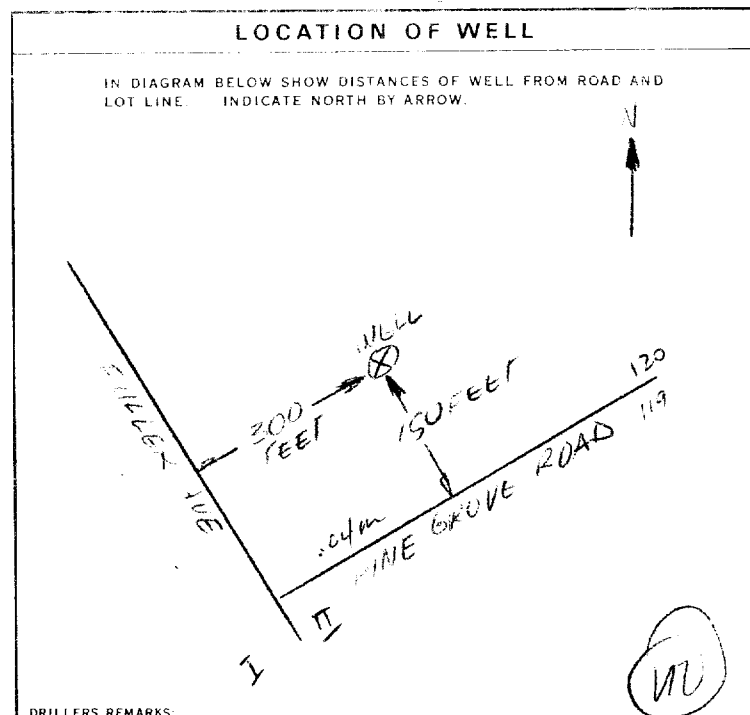 LOCATION OF WELL
IN DIAGRAM BELOW SHOW DISTANCES OF WELL FROM ROAD AND
LOT LINE. INDICATE NORTH BY ARROW.
N
WELL
300
FEET
150 FEET
120
119
AVE
.04m
PINE GROVE ROAD
I
II
DRILLERS REMARKS: